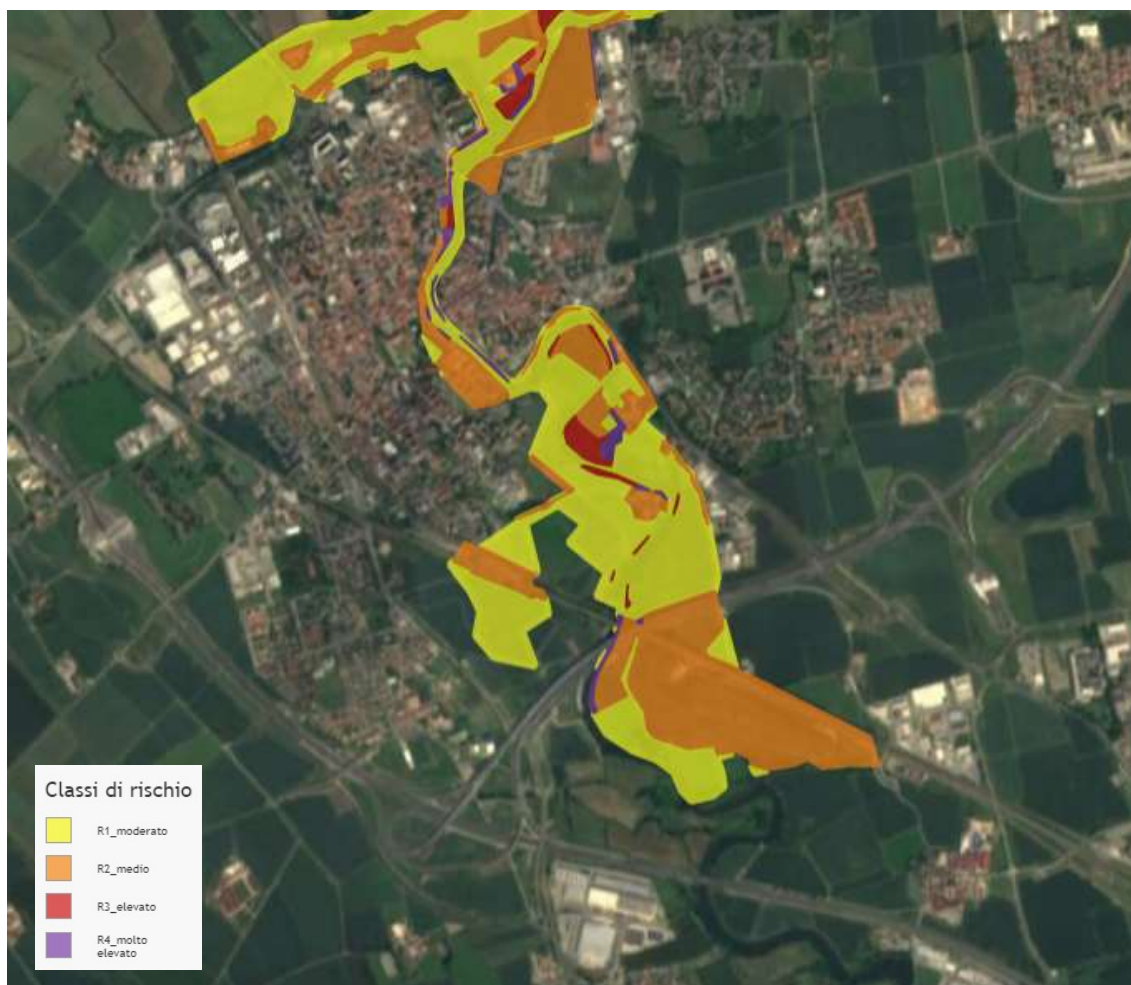 Classi di rischio
R1_moderato
R2_medio
R3_elevato
R4_molto
elevato